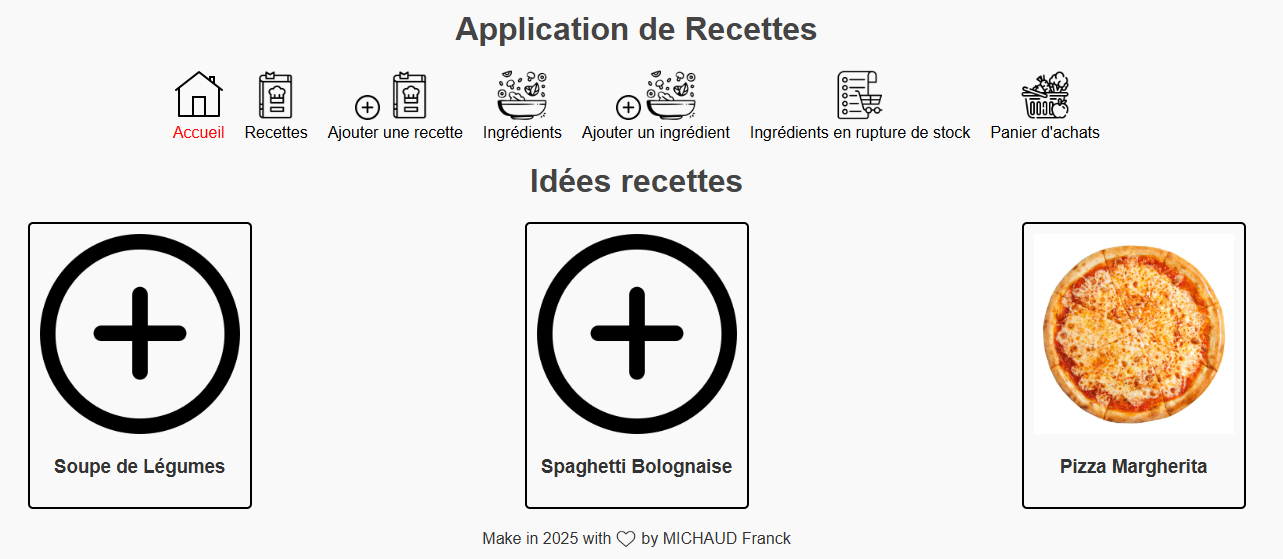 Application de Recettes
Accueil Recettes Ajouter une recette Ingrédients Ajouter un ingrédient Ingrédients en rupture de stock Panier d'achats
Idées recettes
Soupe de Légumes Spaghetti Bolognaise Pizza Margherita
Make in 2025 with by MICHAUD Franck